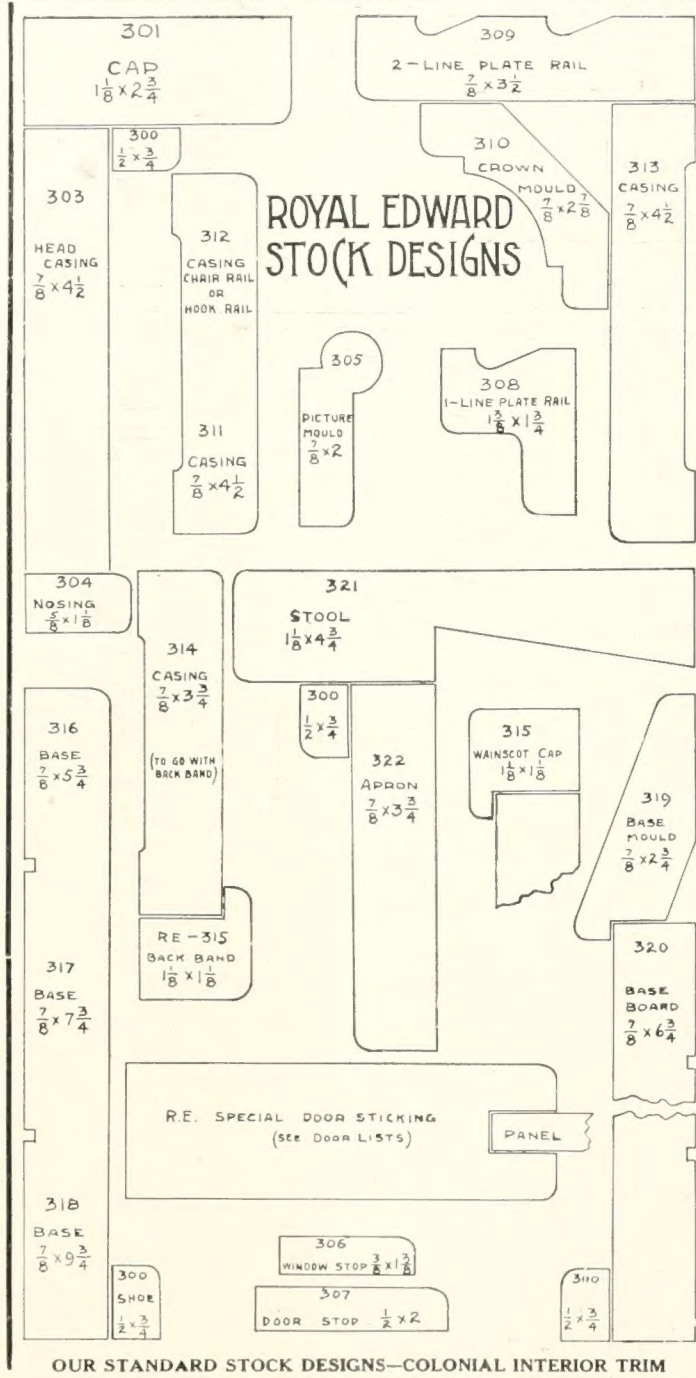 301
CAP
1 1/8 x 2 3/4
309
2-LINE PLATE RAIL
7/8 x 3 1/2
300
1/2 x 3/4
310
CROWN
MOULD
7/8 x 2 7/8
313
CASING
7/8 x 4 1/2
303
HEAD
CASING
7/8 x 4 1/2
312
CASING
CHAIR RAIL
OR
HOOK RAIL
ROYAL EDWARD
STOCK DESIGNS
311
CASING
7/8 x 4 1/2
305
PICTURE
MOULD
7/8 x 2
308
1-LINE PLATE RAIL
1 3/8 x 1 3/4
304
NOSING
5/8 x 1 1/8
314
CASING
7/8 x 3 3/4
(TO GO WITH
BACK BAND)
321
STOOL
1 1/8 x 4 3/4
300
1/2 x 3/4
322
APRON
7/8 x 3 3/4
315
WAINSCOT CAP
1 1/8 x 1 1/8
319
BASE
MOULD
7/8 x 2 3/4
316
BASE
7/8 x 5 3/4
RE-315
BACK BAND
1 1/8 x 1 1/8
317
BASE
7/8 x 7 3/4
320
BASE
BOARD
7/8 x 6 3/4
R.E. SPECIAL DOOR STICKING
(SEE DOOR LISTS)
PANEL
318
BASE
7/8 x 9 3/4
300
SHOE
1/2 x 3/4
306
WINDOW STOP 3/8 x 1 3/8
307
DOOR STOP 1/2 x 2
300
1/2 x 3/4
OUR STANDARD STOCK DESIGNS—COLONIAL INTERIOR TRIM